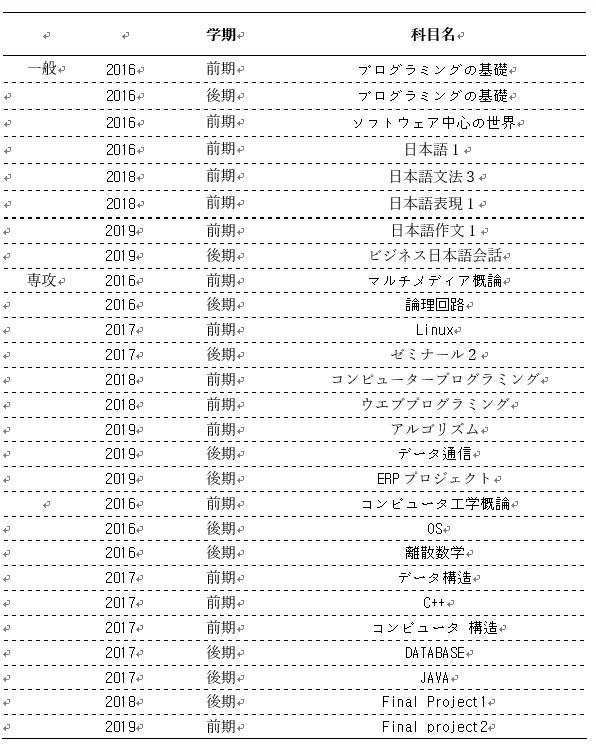 学期 科目名
一般 2016 前期 プログラミングの基礎
2016 後期 プログラミングの基礎
2016 前期 ソフトウェア中心の世界
2016 前期 日本語１
2018 前期 日本語文法３
2018 前期 日本語表現１
2019 前期 日本語作文１
2019 後期 ビジネス日本語会話
専攻 2016 前期 マルチメディア概論
2016 後期 論理回路
2017 前期 Linux
2017 後期 ゼミナール２
2018 前期 コンピュータープログラミング
2018 前期 ウエブプログラミング
2019 前期 アルゴリズム
2019 後期 データ通信
2019 後期 ERPプロジェクト
2016 前期 コンピュータ工学概論
2016 後期 OS
2016 後期 離散数学
2017 前期 データ構造
2017 前期 C++
2017 前期 コンピュータ 構造
2017 後期 DATABASE
2017 後期 JAVA
2018 後期 Final Project1
2019 前期 Final project2